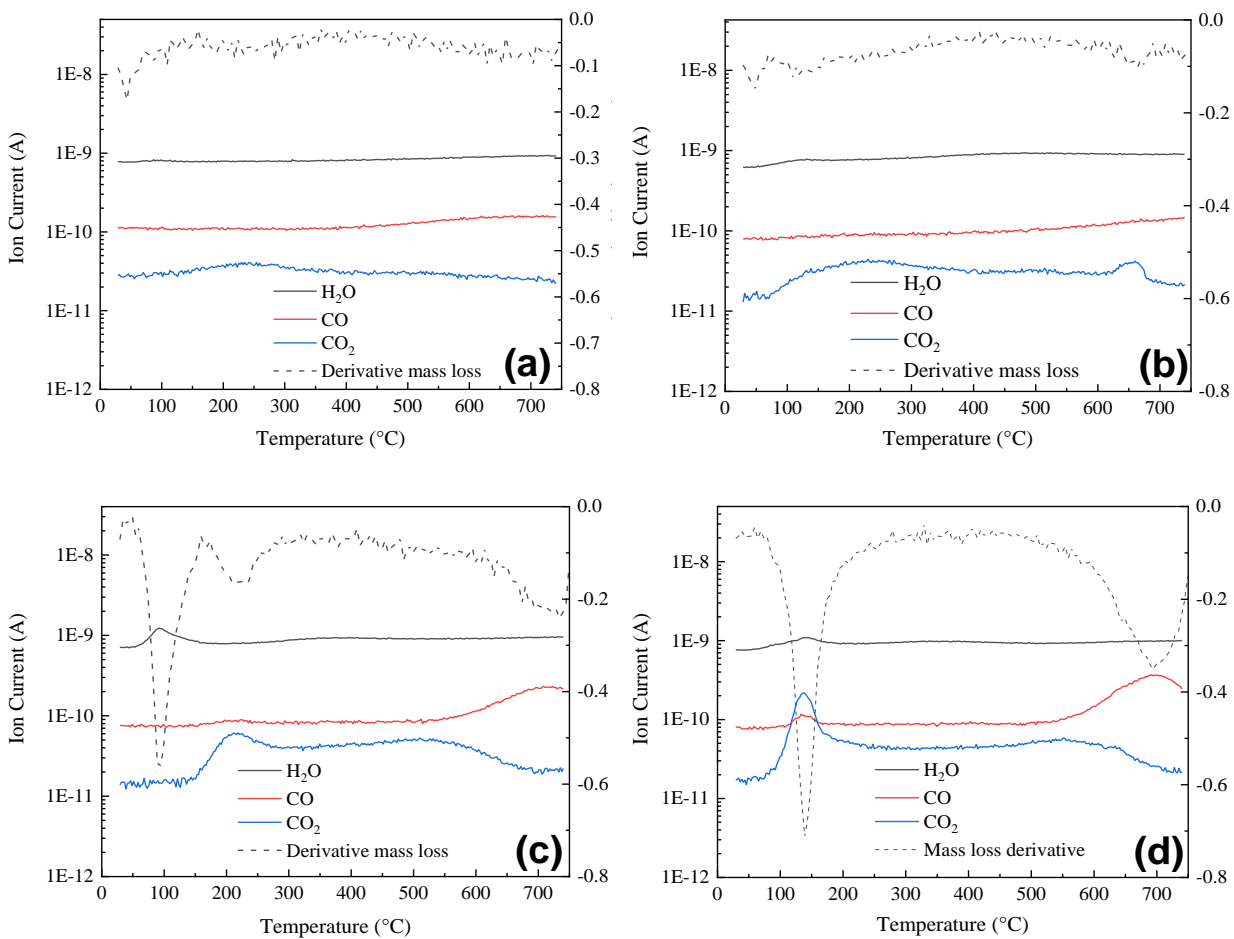 0.0
-0.1
-0.2
-0.3
-0.4
-0.5
-0.6
-0.7
-0.8
1E-8
1E-9
1E-10
1E-11
1E-12
Ion Current (A)
H₂O
CO
CO₂
Derivative mass loss
(a)
0 100 200 300 400 500 600 700
Temperature (°C)
0.0
-0.2
-0.4
-0.6
-0.8
1E-8
1E-9
1E-10
1E-11
1E-12
Ion Current (A)
H₂O
CO
CO₂
Derivative mass loss
(b)
0 100 200 300 400 500 600 700
Temperature (°C)
0.0
-0.2
-0.4
-0.6
-0.8
1E-8
1E-9
1E-10
1E-11
1E-12
Ion Current (A)
H₂O
CO
CO₂
Derivative mass loss
(c)
0 100 200 300 400 500 600 700
Temperature (°C)
0.0
-0.2
-0.4
-0.6
-0.8
1E-8
1E-9
1E-10
1E-11
1E-12
Ion Current (A)
H₂O
CO
CO₂
Mass loss derivative
(d)
0 100 200 300 400 500 600 700
Temperature (°C)